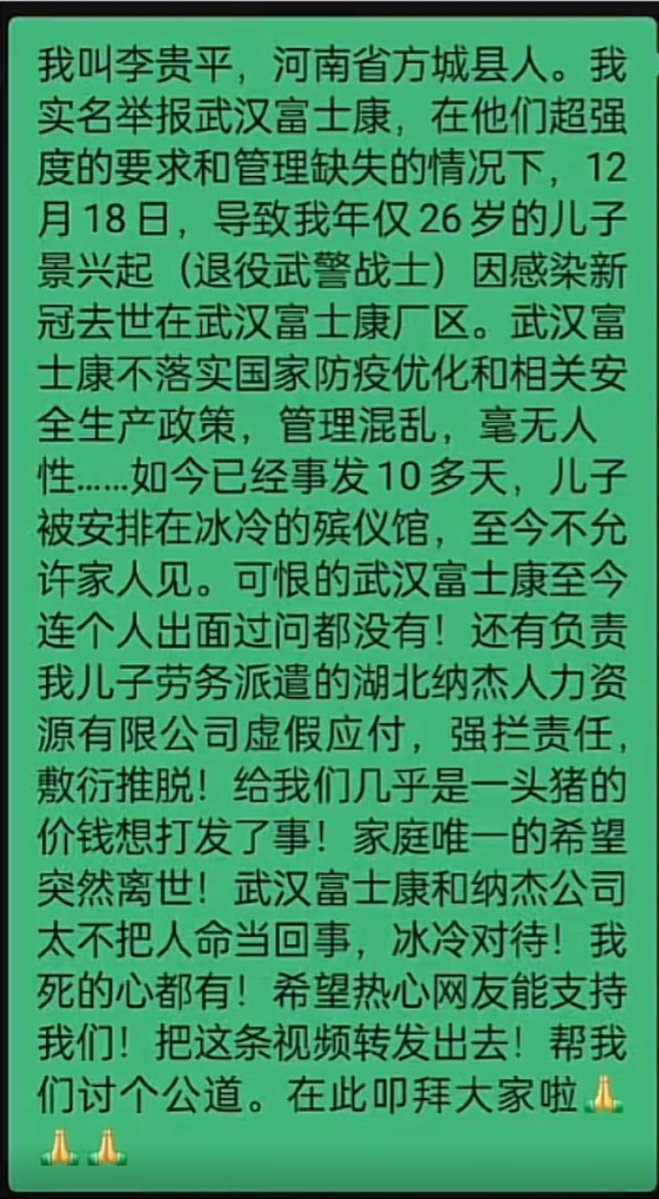 我叫李贵平，河南省方城县人。我
实名举报武汉富士康，在他们超强
度的要求和管理缺失的情况下，12
月18日，导致我年仅26岁的儿子
景兴起（退役武警战士）因感染新
冠去世在武汉富士康厂区。武汉富
士康不落实国家防疫优化和相关安
全生产政策，管理混乱，毫无人
性……如今已经事发10多天，儿子
被安排在冰冷的殡仪馆，至今不允
许家人见。可恨的武汉富士康至今
连个人出面过问都没有！还有负责
我儿子劳务派遣的湖北纳杰人力资
源有限公司虚假应付，强拦责任，
敷衍推脱！给我们几乎是一头猪的
价钱想打发了事！家庭唯一的希望
突然离世！武汉富士康和纳杰公司
太不把人命当回事，冰冷对待！我
死的心都有！希望热心网友能支持
我们！把这条视频转发出去！帮我
们讨个公道。在此叩拜大家啦🙏
🙏🙏